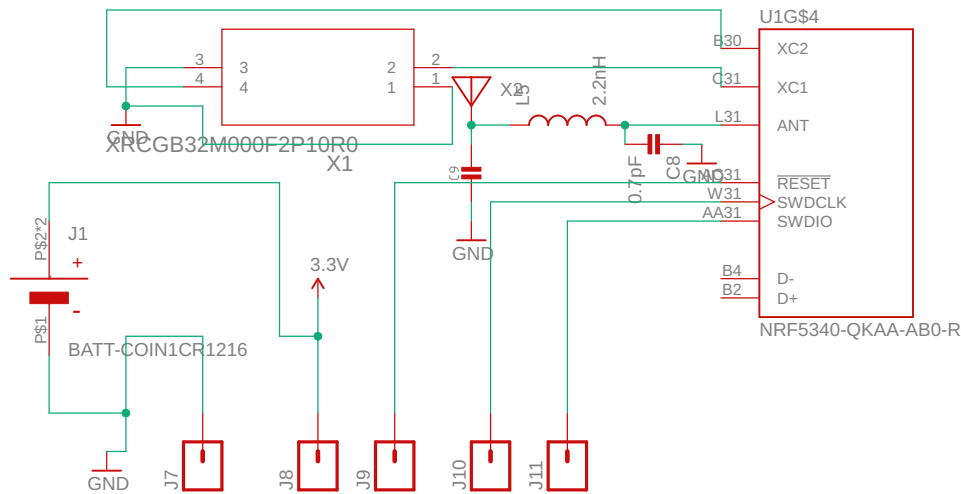 U1G$4
B30 XC2
3 3 2 2
4 4 1 1
C31 XC1
X2
L5
2.2nH
L31 ANT
GND
XRCGB32M000F2P10R0
X1
C9
0.7pF
C8
GND
AC31 RESET
W31 SWDCLK
AA31 SWDIO
P$2*2
J1
+
GND
3.3V
B4 D-
B2 D+
-
P$1
NRF5340-QKAA-AB0-R
BATT-COIN1CR1216
GND
J7
J8
J9
J10
J11